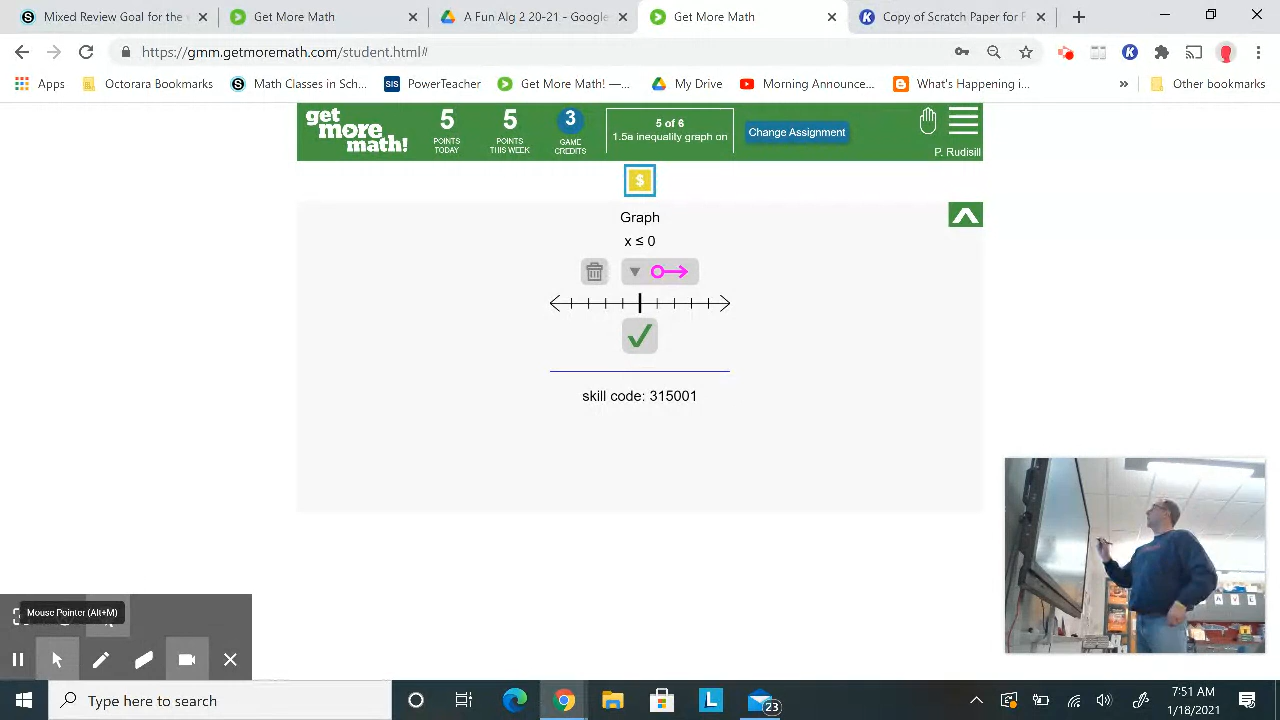 Mixed Review Goal for the
Get More Math
A Fun Alg 2 20-21 - Google
Get More Math
Copy of Scratch Paper for F
https://gmm.getmoremath.com/student.html#
Apps
Octorara Bookmarks
Math Classes in Sch...
SIS PowerTeacher
Get More Math! —...
My Drive
Morning Announce...
What's Happening i...
Other bookmarks
get
more
math!
5
POINTS
TODAY
5
POINTS
THIS WEEK
3
GAME
CREDITS
5 of 6
1.5a inequality graph on
Change Assignment
P. Rudisill
$
Graph
x ≤ 0
skill code: 315001
Mouse Pointer (Alt+M)
Type here to search
L
23
7:51 AM
1/18/2021